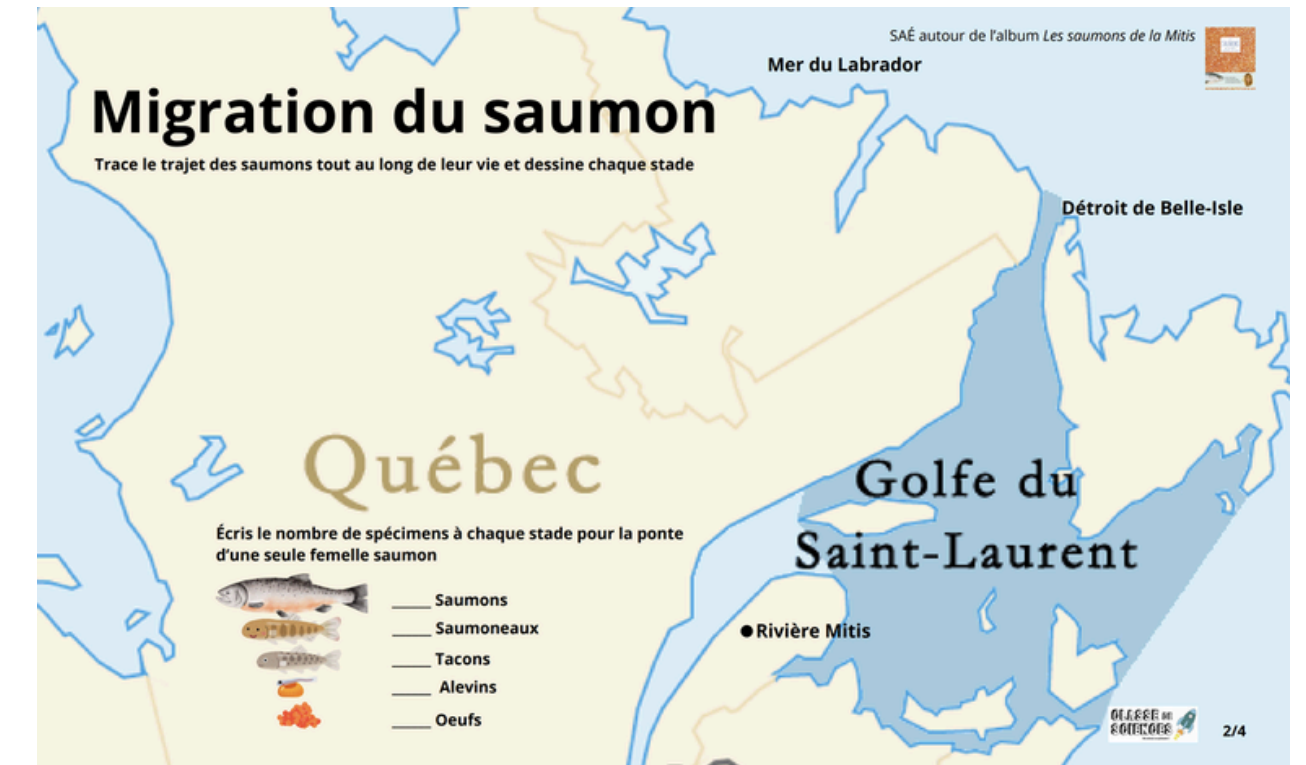 SAÉ autour de l'album Les saumons de la Mitis
Mer du Labrador
Migration du saumon
Trace le trajet des saumons tout au long de leur vie et dessine chaque stade
Détroit de Belle-Isle
Québec
Golfe du
Saint-Laurent
Écris le nombre de spécimens à chaque stade pour la ponte
d'une seule femelle saumon
_____ Saumons
_____ Saumoneaux
_____ Tacons
_____ Alevins
_____ Oeufs
Rivière Mitis
CLASSE DE
SCIENCES
2/4